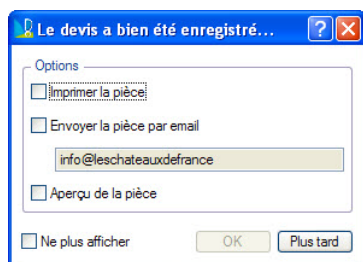 Le devis a bien été enregistré...
Options
Imprimer la pièce
Envoyer la pièce par email
info@leschateauxdefrance
Aperçu de la pièce
Ne plus afficher
OK
Plus tard